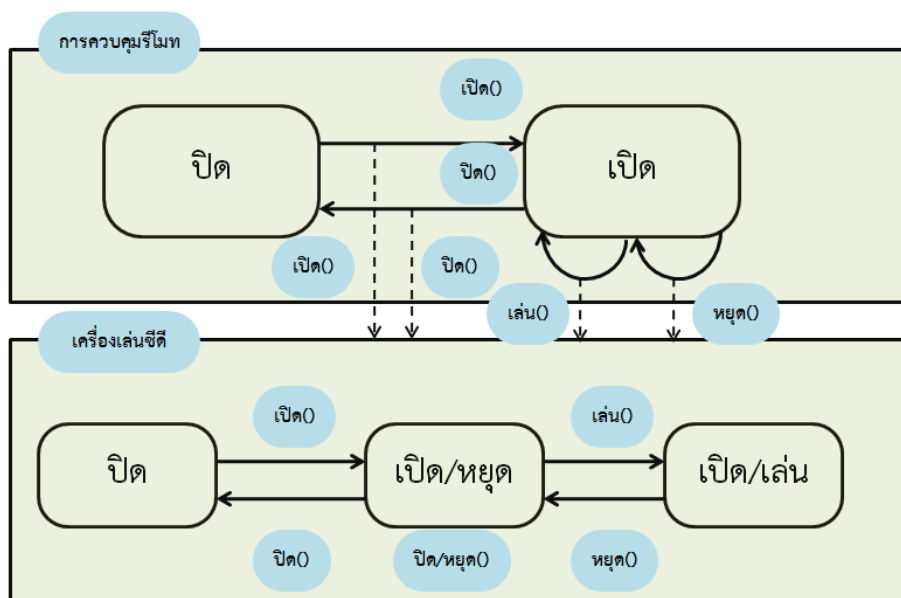 การควบคุมรีโมท
เปิด()
ปิด
ปิด()
เปิด
เปิด()
ปิด()
เล่น()
หยุด()
เครื่องเล่นซีดี
เปิด()
เล่น()
ปิด
เปิด/หยุด
เปิด/เล่น
ปิด()
ปิด/หยุด()
หยุด()